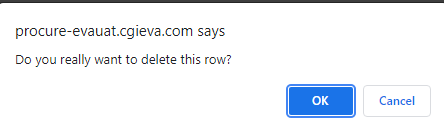 procure-evauat.cgieva.com says
Do you really want to delete this row?
OK
Cancel